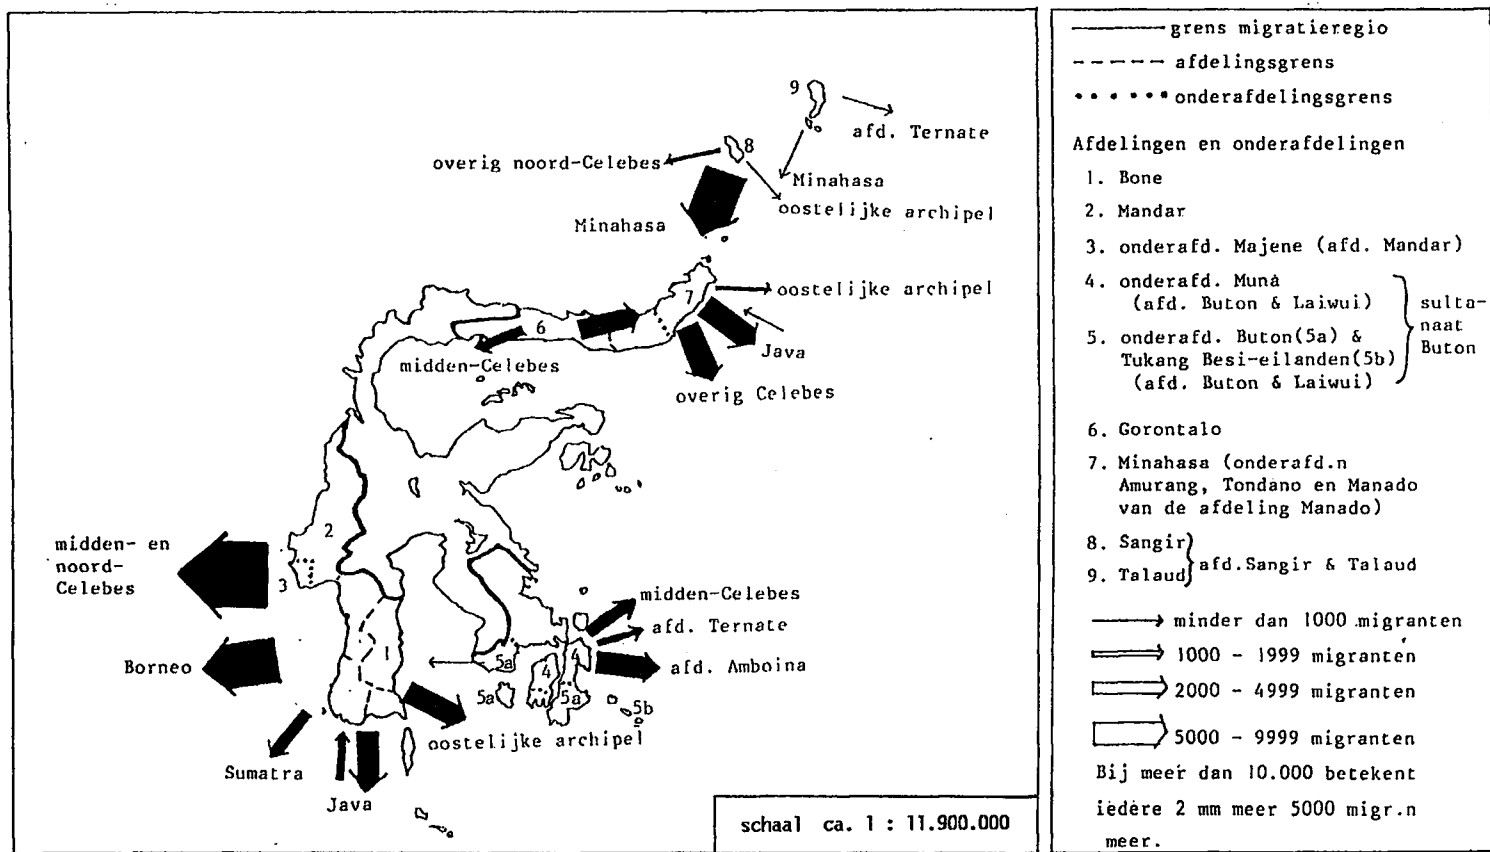 9
afd. Ternate
8
overig noord-Celebes
Minahasa
oostelijke archipel
Minahasa
7
oostelijke archipel
6
Java
midden-Celebes
overig Celebes
2
midden- en
noord-
Celebes
3
midden-Celebes
afd. Ternate
1
5a
4
4
afd. Amboina
Borneo
5a
5a
5b
oostelijke archipel
Sumatra
Java
schaal ca. 1 : 11.900.000
grens migratieregio
afdelingsgrens
onderafdelingsgrens
Afdelingen en onderafdelingen
1. Bone
2. Mandar
3. onderafd. Majene (afd. Mandar)
4. onderafd. Muna
(afd. Buton & Laiwui)
5. onderafd. Buton(5a) &
Tukang Besi-eilanden(5b)
(afd. Buton & Laiwui)
sulta-
naat
Buton
6. Gorontalo
7. Minahasa (onderafd.n
Amurang, Tondano en Manado
van de afdeling Manado)
8. Sangir
9. Talaud
afd.Sangir & Talaud
minder dan 1000 migranten
1000 - 1999 migranten
2000 - 4999 migranten
5000 - 9999 migranten
Bij meer dan 10.000 betekent
iedere 2 mm meer 5000 migr.n
meer.